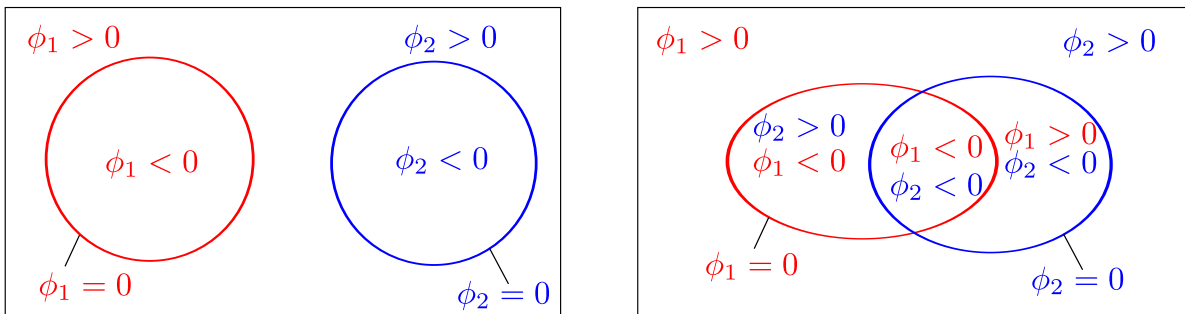 ϕ₁ > 0
ϕ₂ > 0
ϕ₁ < 0
ϕ₂ < 0
ϕ₁ = 0
ϕ₂ = 0
ϕ₁ > 0
ϕ₂ > 0
ϕ₂ > 0
ϕ₁ < 0
ϕ₁ < 0
ϕ₂ < 0
ϕ₁ > 0
ϕ₂ < 0
ϕ₁ = 0
ϕ₂ = 0